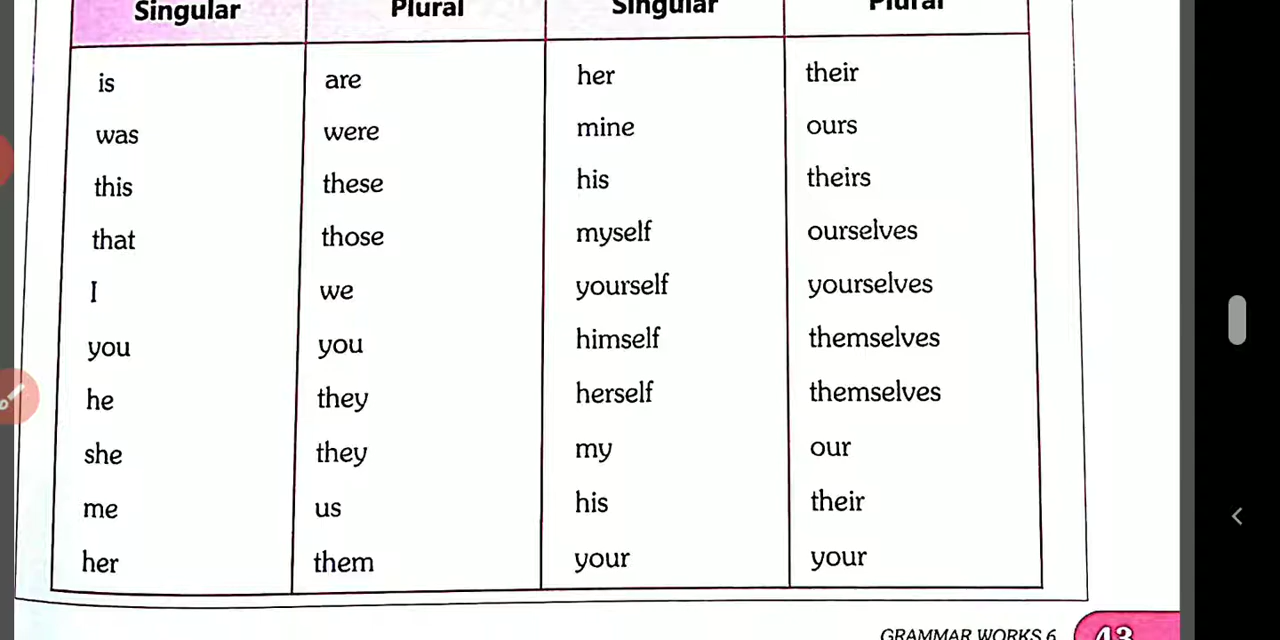 Singular Plural Singular Plural
is are her their
was were mine ours
this these his theirs
that those myself ourselves
I we yourself yourselves
you you himself themselves
he they herself themselves
she they my our
me us his their
her them your your
GRAMMAR WORKS 6 43